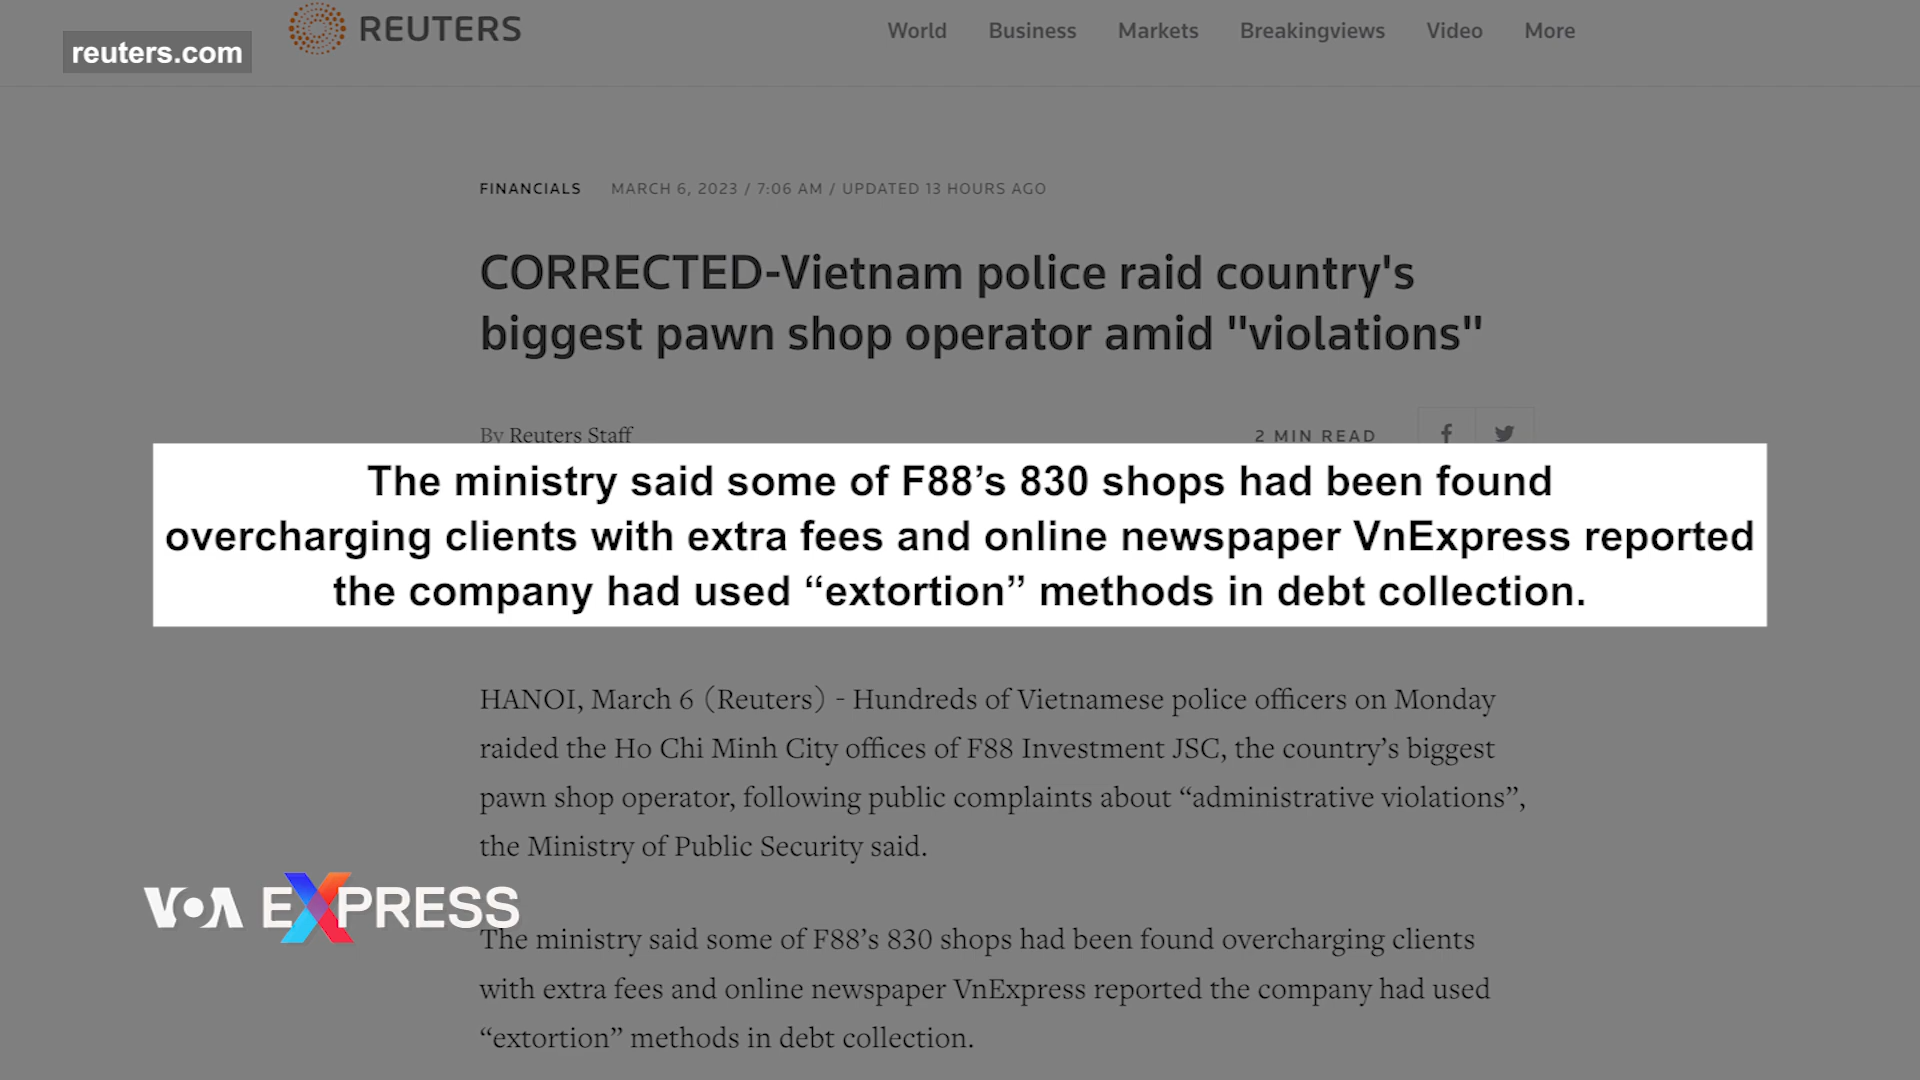 reuters.com
REUTERS
World Business Markets Breakingviews Video More
FINANCIALS MARCH 6, 2023 / 7:06 AM / UPDATED 13 HOURS AGO
CORRECTED-Vietnam police raid country's
biggest pawn shop operator amid "violations"
By Reuters Staff
2 MIN READ
The ministry said some of F88’s 830 shops had been found
overcharging clients with extra fees and online newspaper VnExpress reported
the company had used “extortion” methods in debt collection.
HANOI, March 6 (Reuters) - Hundreds of Vietnamese police officers on Monday
raided the Ho Chi Minh City offices of F88 Investment JSC, the country’s biggest
pawn shop operator, following public complaints about “administrative violations”,
the Ministry of Public Security said.
VOA EXPRESS
The ministry said some of F88’s 830 shops had been found overcharging clients
with extra fees and online newspaper VnExpress reported the company had used
“extortion” methods in debt collection.